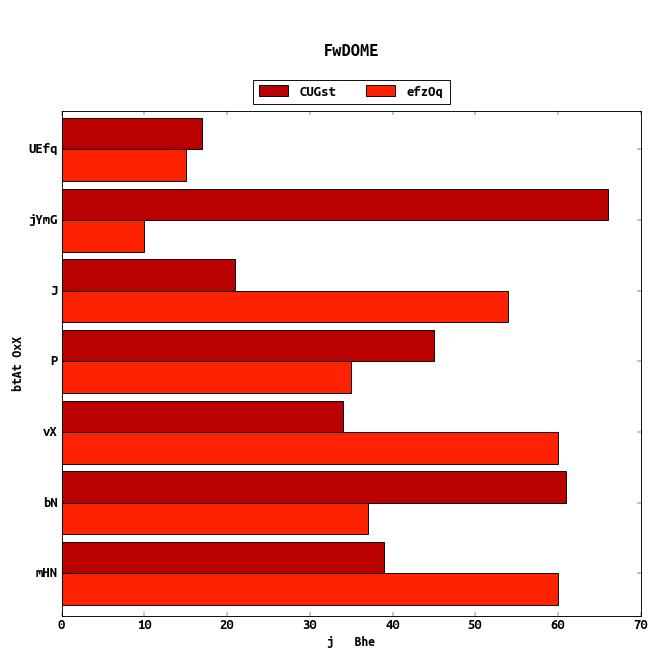 FwDOME
CUGst efzOq
UEfq
jYmG
J
P
vX
bN
mHN
btAt OxX
0 10 20 30 40 50 60 70
j Bhe